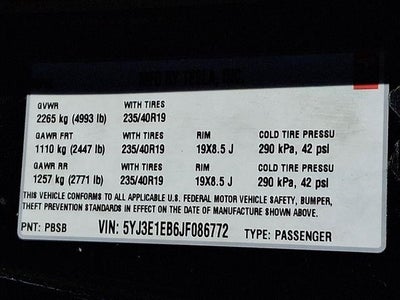 MFD BY TESLA, INC.
GVWR WITH TIRES
2265 kg (4993 lb) 235/40R19
GAWR FRT WITH TIRES RIM COLD TIRE PRESSU
1110 kg (2447 lb) 235/40R19 19X8.5 J 290 kPa, 42 psi
GAWR RR WITH TIRES RIM COLD TIRE PRESSU
1257 kg (2771 lb) 235/40R19 19X8.5 J 290 kPa, 42 psi
THIS VEHICLE CONFORMS TO ALL APPLICABLE U.S. FEDERAL MOTOR VEHICLE SAFETY, BUMPER,
THEFT PREVENTION STANDARDS IN EFFECT ON THE DATE OF MANUFACTURE SHOWN ABOVE.
PNT: PBSB VIN: 5YJ3E1EB6JF086772 TYPE: PASSENGER